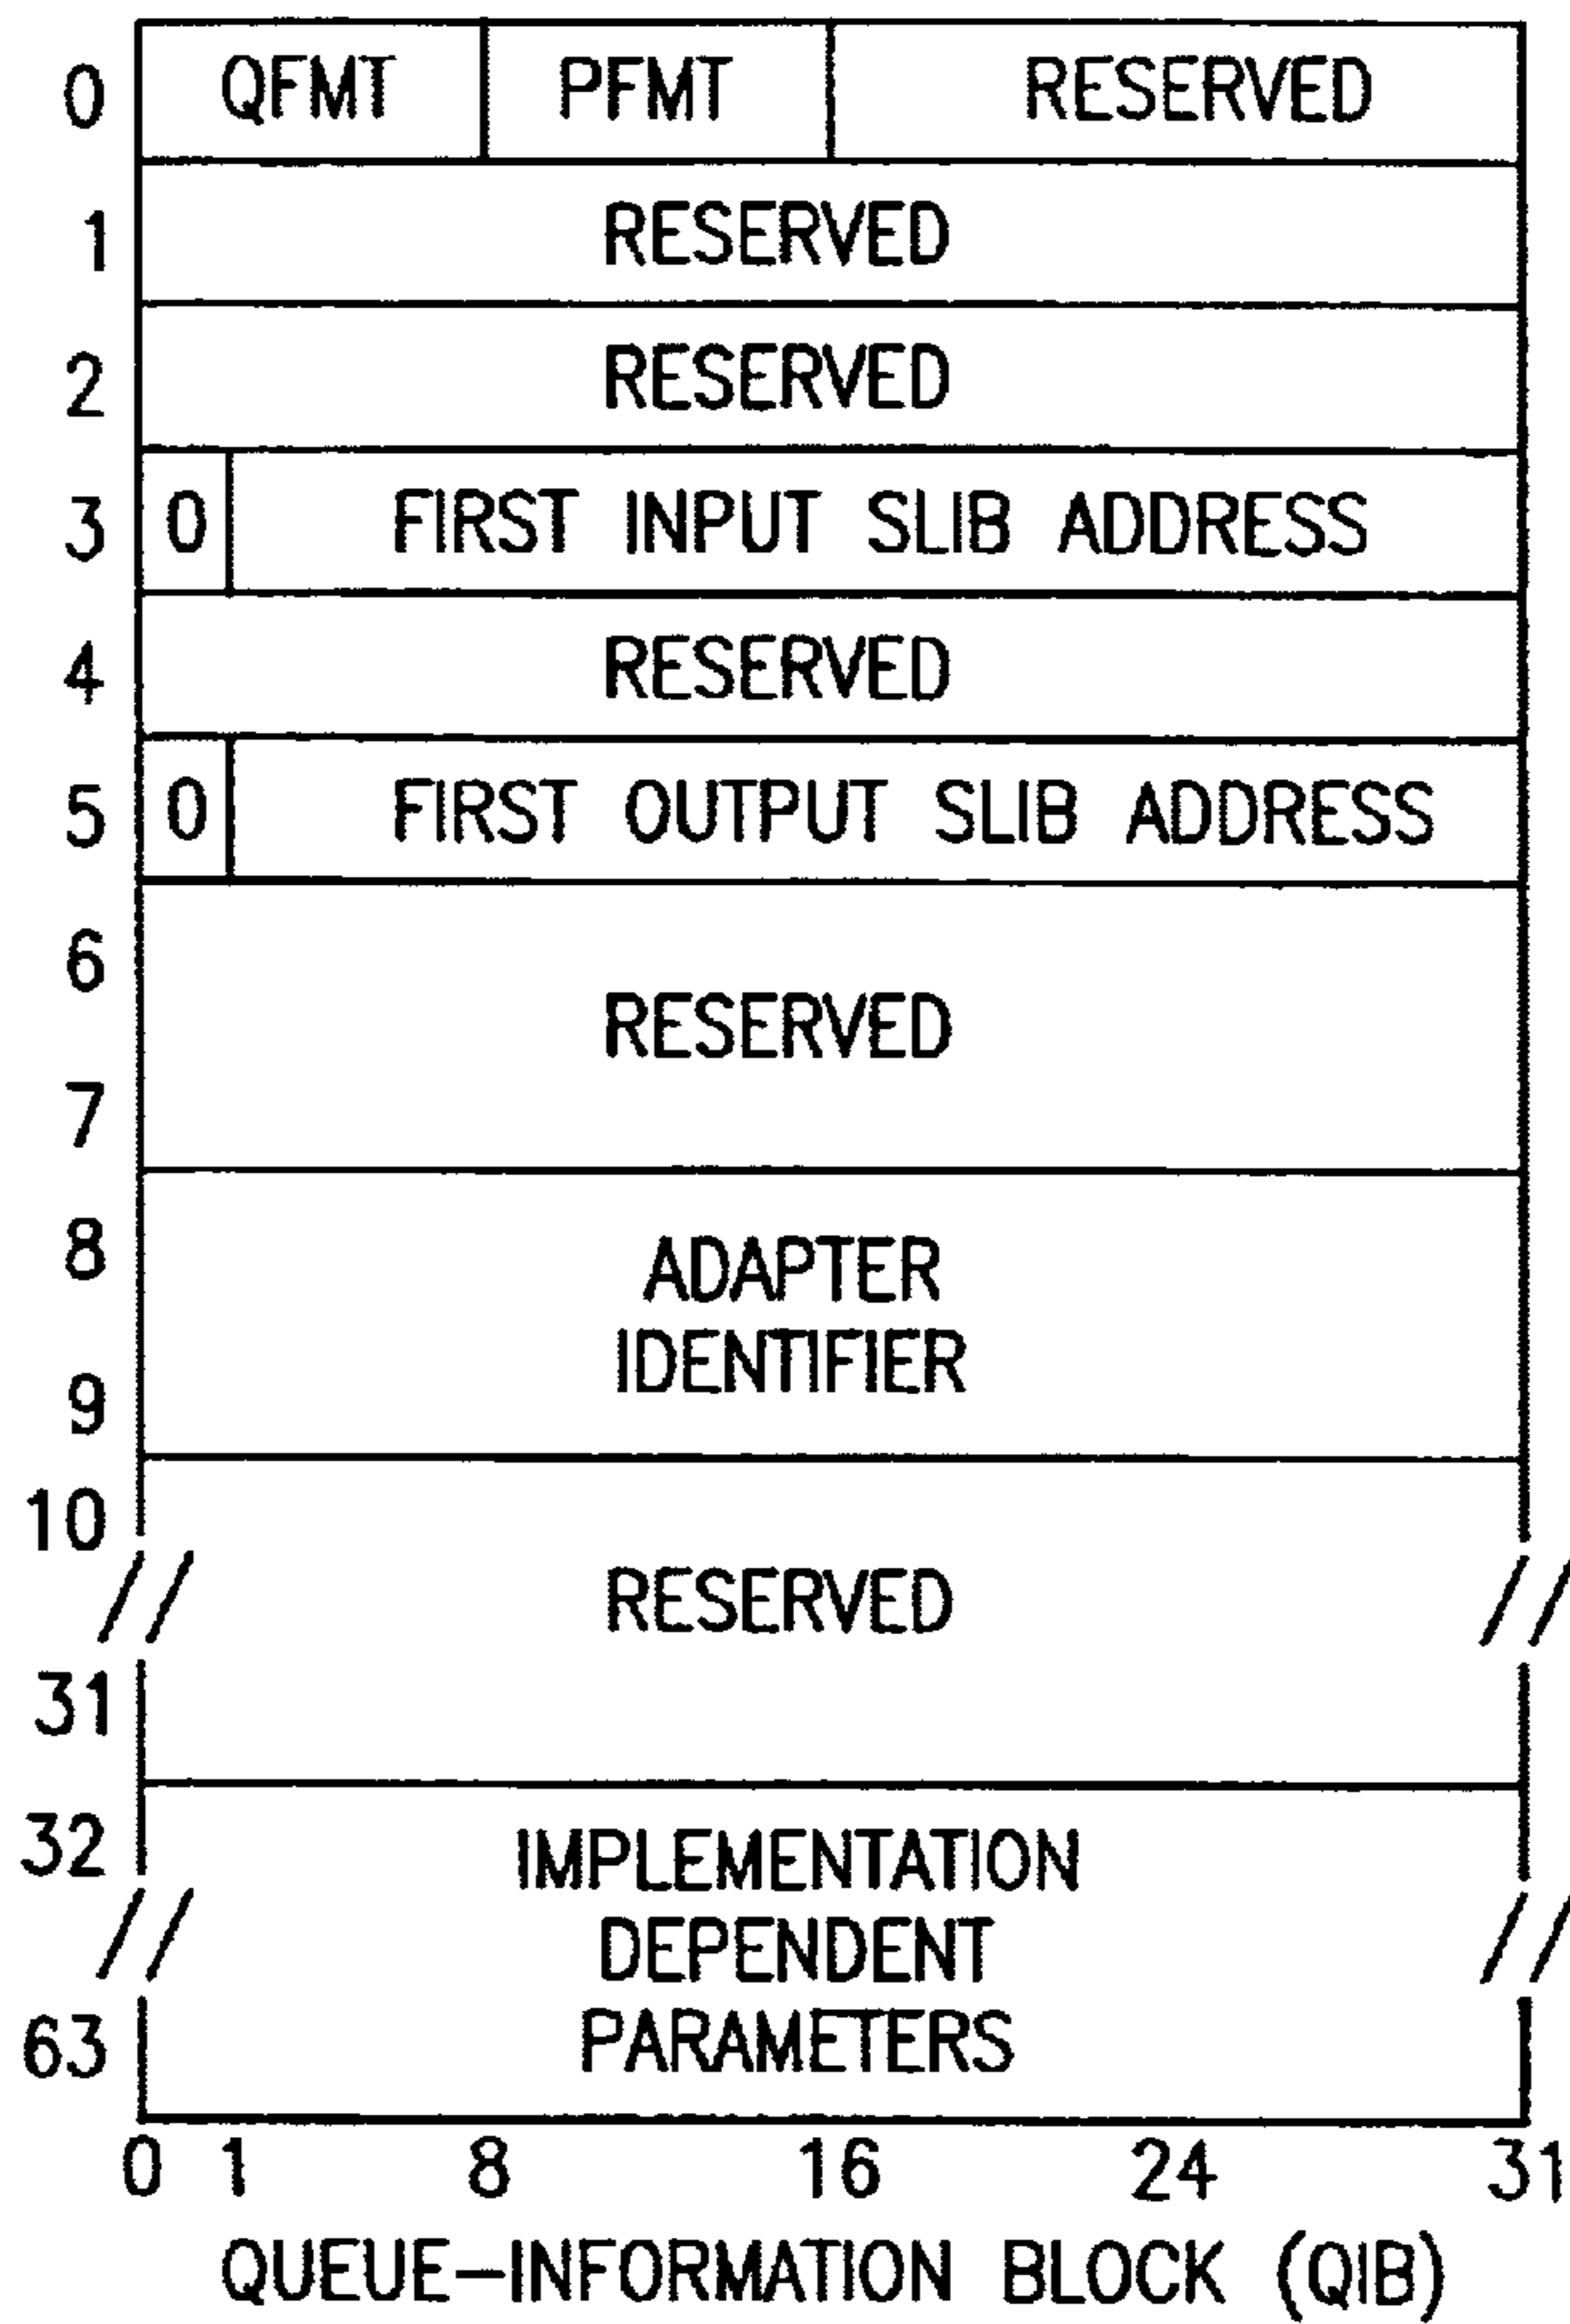 0 QFMT PFMT RESERVED
1 RESERVED
2 RESERVED
3 0 FIRST INPUT SLIB ADDRESS
4 RESERVED
5 0 FIRST OUTPUT SLIB ADDRESS
6
RESERVED
7
8 ADAPTER
IDENTIFIER
9
10
RESERVED
31
32 IMPLEMENTATION
DEPENDENT
63 PARAMETERS
0 1 8 16 24 31
QUEUE-INFORMATION BLOCK (QIB)